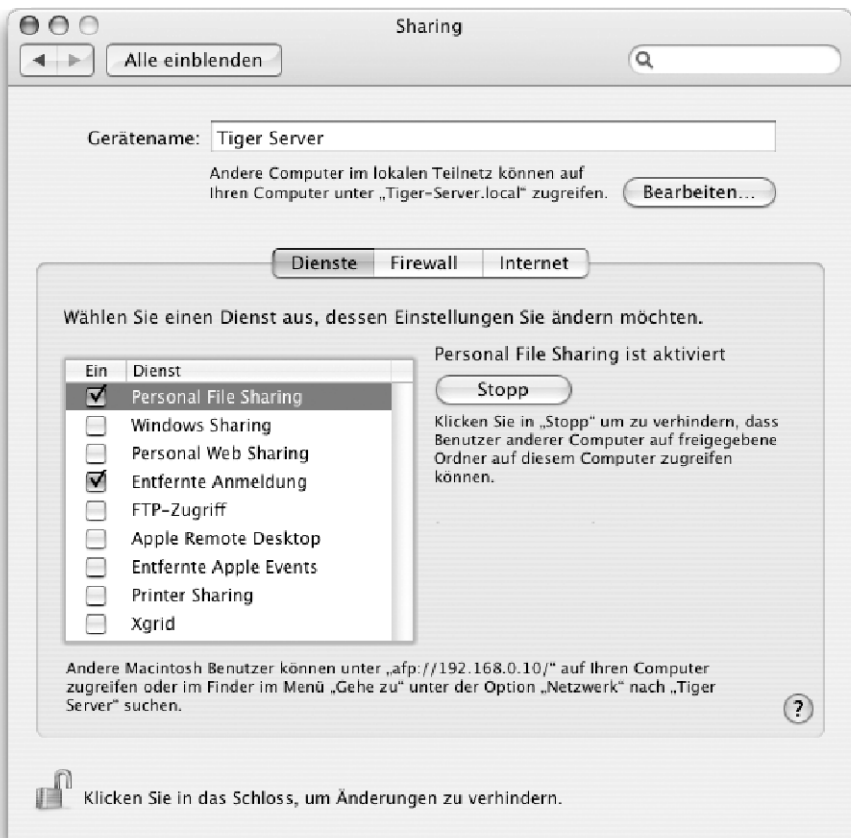 Sharing
Alle einblenden
Gerätename: Tiger Server
Andere Computer im lokalen Teilnetz können auf
Ihren Computer unter „Tiger-Server.local“ zugreifen.
Bearbeiten...
Dienste Firewall Internet
Wählen Sie einen Dienst aus, dessen Einstellungen Sie ändern möchten.
Ein Dienst
Personal File Sharing
Windows Sharing
Personal Web Sharing
Entfernte Anmeldung
FTP-Zugriff
Apple Remote Desktop
Entfernte Apple Events
Printer Sharing
Xgrid
Personal File Sharing ist aktiviert
Stopp
Klicken Sie in „Stopp“ um zu verhindern, dass
Benutzer anderer Computer auf freigegebene
Ordner auf diesem Computer zugreifen
können.
Andere Macintosh Benutzer können unter „afp://192.168.0.10/“ auf Ihren Computer
zugreifen oder im Finder im Menü „Gehe zu“ unter der Option „Netzwerk“ nach „Tiger
Server“ suchen.
?
Klicken Sie in das Schloss, um Änderungen zu verhindern.